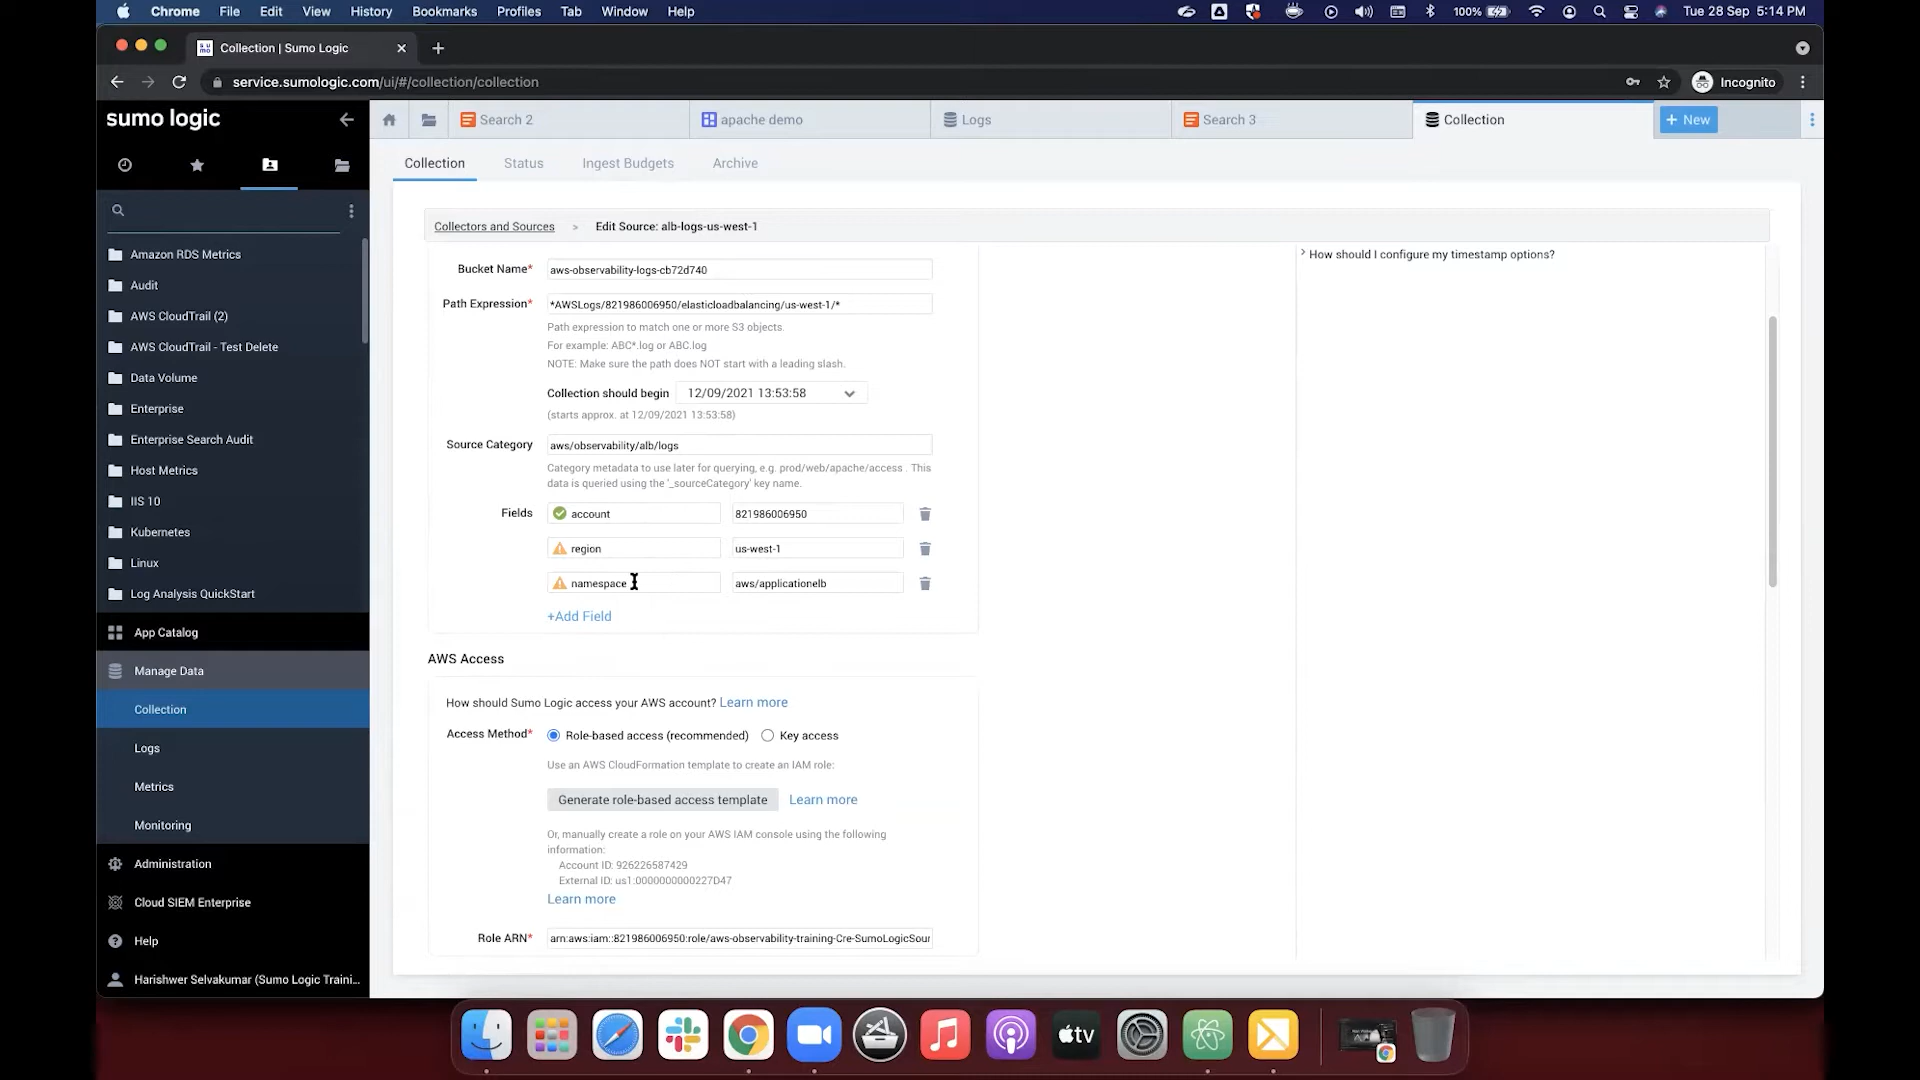 Chrome File Edit View History Bookmarks Profiles Tab Window Help 100% Tue 28 Sep 5:14 PM
Collection | Sumo Logic
service.sumologic.com/ui/#/collection/collection Incognito
sumo logic
Search 2 apache demo Logs Search 3 Collection + New
Collection Status Ingest Budgets Archive
Amazon RDS Metrics
Audit
AWS CloudTrail (2)
AWS CloudTrail - Test Delete
Data Volume
Enterprise
Enterprise Search Audit
Host Metrics
IIS 10
Kubernetes
Linux
Log Analysis QuickStart
App Catalog
Manage Data
Collection
Logs
Metrics
Monitoring
Administration
Cloud SIEM Enterprise
Help
Harishwer Selvakumar (Sumo Logic Traini...
Collectors and Sources > Edit Source: alb-logs-us-west-1
Bucket Name* aws-observability-logs-cb72d740
Path Expression* *AWSLogs/821986006950/elasticloadbalancing/us-west-1/*
Path expression to match one or more S3 objects.
For example: ABC*.log or ABC.log
NOTE: Make sure the path does NOT start with a leading slash.
Collection should begin 12/09/2021 13:53:58
(starts approx. at 12/09/2021 13:53:58)
Source Category aws/observability/alb/logs
Category metadata to use later for querying, e.g. prod/web/apache/access . This
data is queried using the '_sourceCategory' key name.
Fields account 821986006950
region us-west-1
namespace aws/applicationelb
+Add Field
AWS Access
How should Sumo Logic access your AWS account? Learn more
Access Method* Role-based access (recommended) Key access
Use an AWS CloudFormation template to create an IAM role:
Generate role-based access template Learn more
Or, manually create a role on your AWS IAM console using the following
information:
Account ID: 926226587429
External ID: us1:0000000000227D47
Learn more
Role ARN* arn:aws:iam::821986006950:role/aws-observability-training-Cre-SumoLogicSour
> How should I configure my timestamp options?
tv